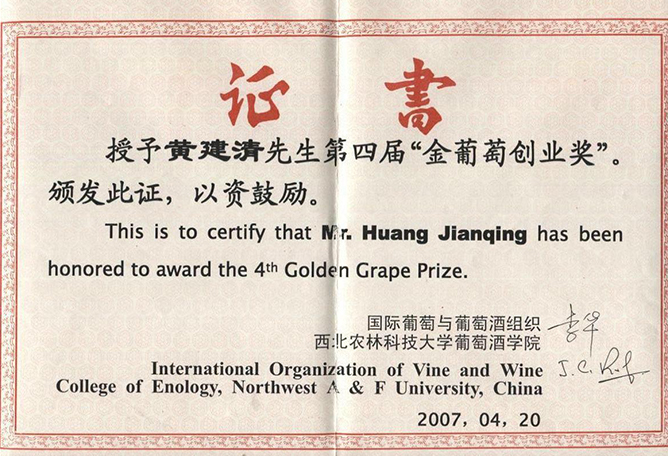 证書
授予黄建清先生第四届“金葡萄创业奖”。
颁发此证，以资鼓励。
This is to certify that Mr. Huang Jianqing has been
honored to award the 4th Golden Grape Prize.
国际葡萄与葡萄酒组织
李华
西北农林科技大学葡萄酒学院
International Organization of Vine and Wine
College of Enology, Northwest A & F University, China
2007, 04, 20